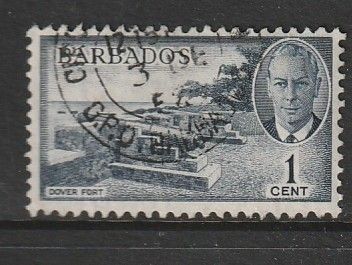 BARBADOS
G.P.O.
1
CENT
DOVER FORT